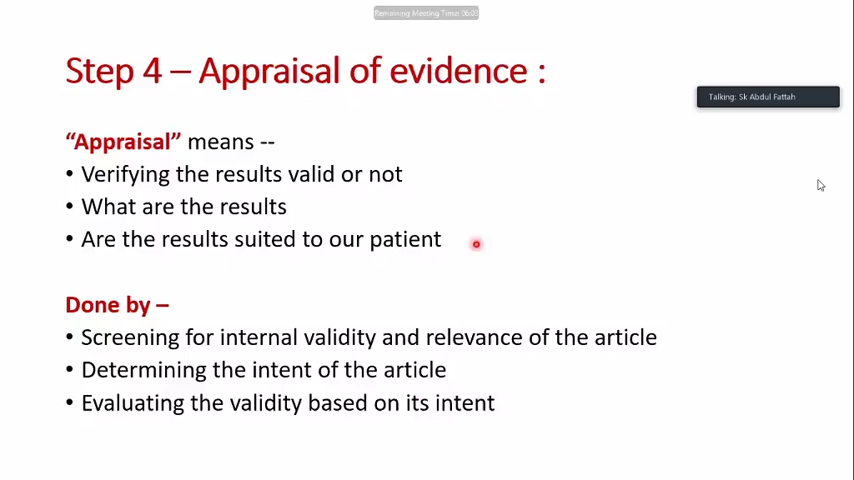 Remaining Meeting Time: 06:03
Step 4 – Appraisal of evidence :
Talking: Sk Abdul Fattah
“Appraisal” means --
• Verifying the results valid or not
• What are the results
• Are the results suited to our patient
Done by –
• Screening for internal validity and relevance of the article
• Determining the intent of the article
• Evaluating the validity based on its intent